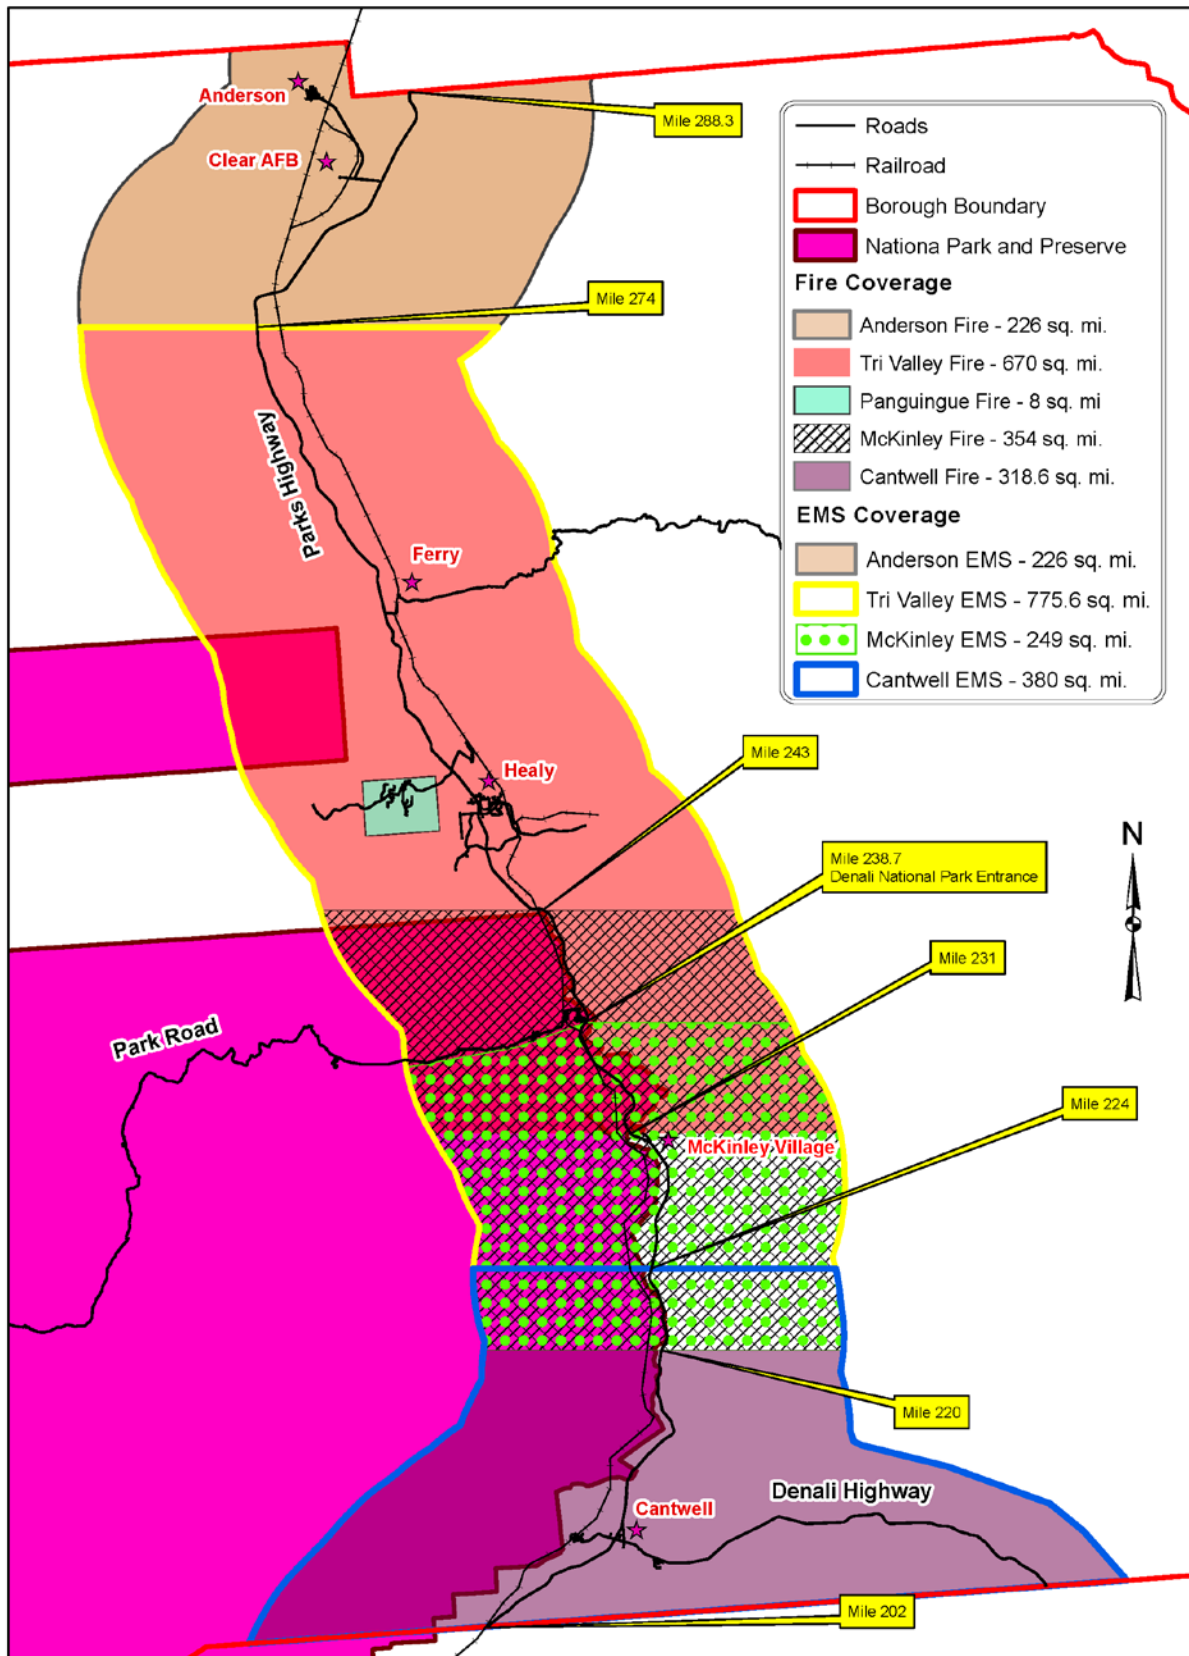 Anderson
Mile 288.3
Clear AFB
Roads
Railroad
Borough Boundary
Nationa Park and Preserve
Fire Coverage
Anderson Fire - 226 sq. mi.
Tri Valley Fire - 670 sq. mi.
Panguingue Fire - 8 sq. mi
McKinley Fire - 354 sq. mi.
Cantwell Fire - 318.6 sq. mi.
EMS Coverage
Anderson EMS - 226 sq. mi.
Tri Valley EMS - 775.6 sq. mi.
McKinley EMS - 249 sq. mi.
Cantwell EMS - 380 sq. mi.
Mile 274
Parks Highway
Ferry
Mile 243
Healy
N
Mile 238.7
Denali National Park Entrance
Mile 231
Park Road
Mile 224
McKinley Village
Mile 220
Denali Highway
Cantwell
Mile 202